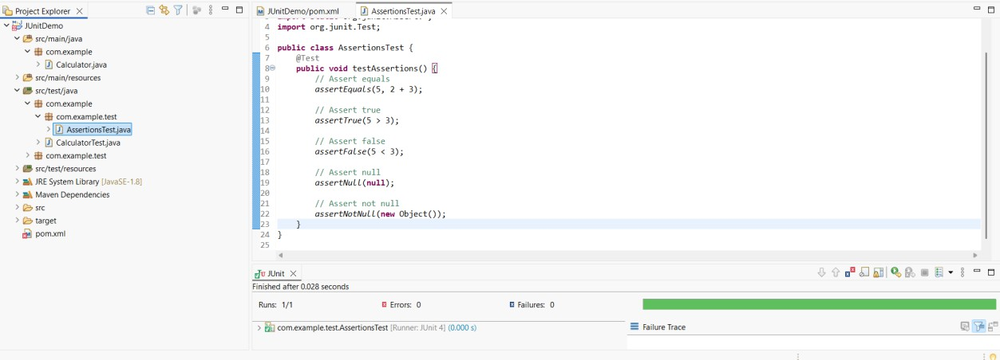 Project Explorer
JUnitDemo
src/main/java
com.example
Calculator.java
src/main/resources
src/test/java
com.example
com.example.test
AssertionsTest.java
CalculatorTest.java
com.example.test
src/test/resources
JRE System Library [JavaSE-1.8]
Maven Dependencies
src
target
pom.xml
JUnitDemo/pom.xml
AssertionsTest.java
4 import org.junit.Test;
5
6 public class AssertionsTest {
7 @Test
8 public void testAssertions() {
9 // Assert equals
10 assertEquals(5, 2 + 3);
11
12 // Assert true
13 assertTrue(5 > 3);
14
15 // Assert false
16 assertFalse(5 < 3);
17
18 // Assert null
19 assertNull(null);
20
21 // Assert not null
22 assertNotNull(new Object());
23 }
24 }
25
JUnit
Finished after 0.028 seconds
Runs: 1/1 Errors: 0 Failures: 0
com.example.test.AssertionsTest [Runner: JUnit 4] (0.000 s)
Failure Trace